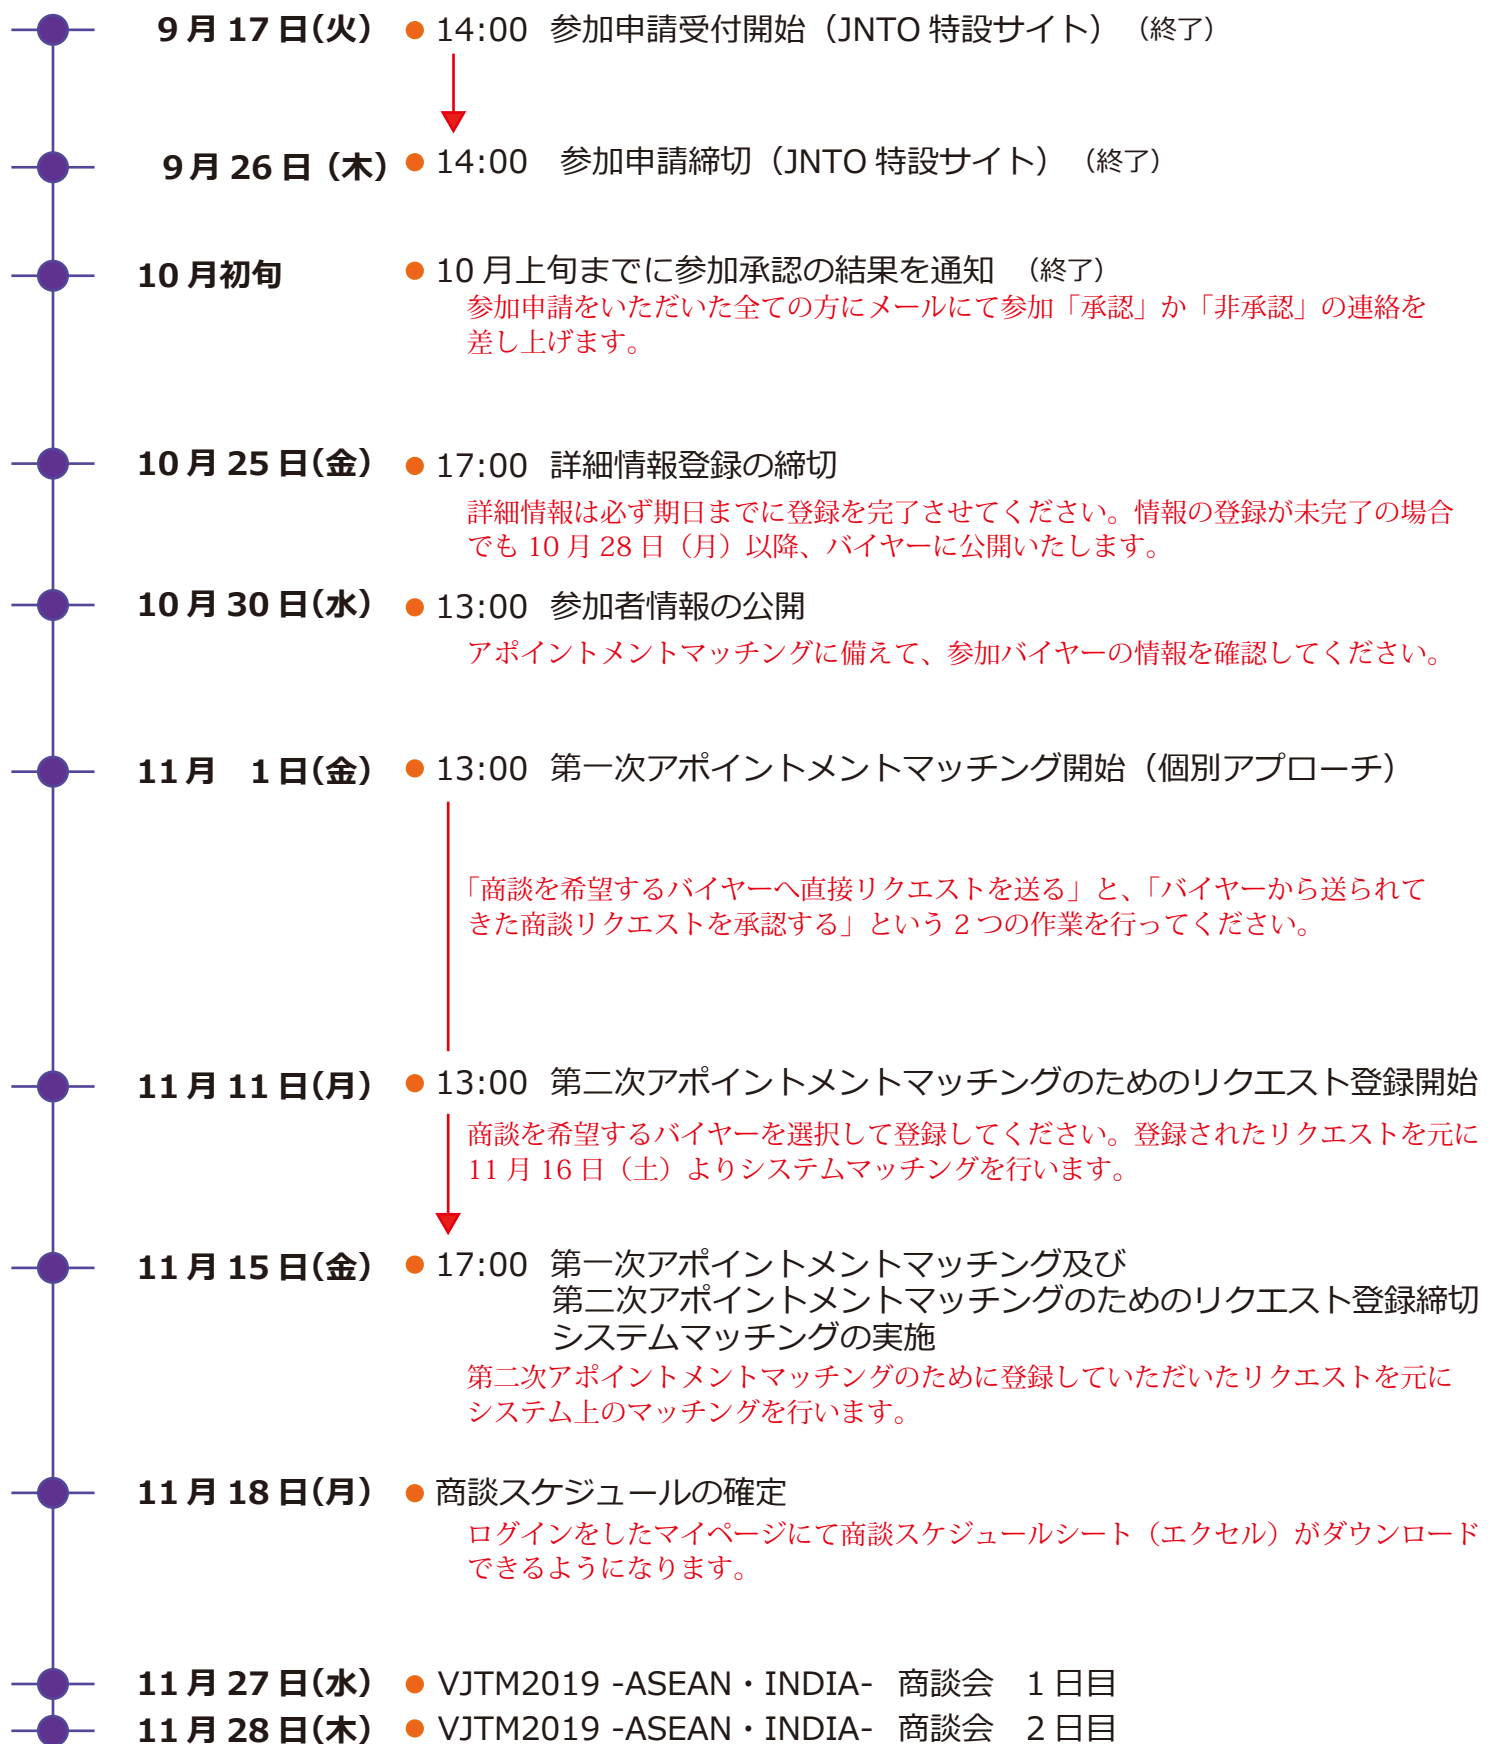 9月17日(火) ● 14:00 参加申請受付開始（JNTO 特設サイト）（終了）
9月26日（木） ● 14:00 参加申請締切（JNTO 特設サイト）（終了）
10月初旬 ● 10月上旬までに参加承認の結果を通知 （終了）
参加申請をいただいた全ての方にメールにて参加「承認」か「非承認」の連絡を
差し上げます。
10月25日(金) ● 17:00 詳細情報登録の締切
詳細情報は必ず期日までに登録を完了させてください。情報の登録が未完了の場合
でも 10月28日（月）以降、バイヤーに公開いたします。
10月30日(水) ● 13:00 参加者情報の公開
アポイントメントマッチングに備えて、参加バイヤーの情報を確認してください。
11月 1日(金) ● 13:00 第一次アポイントメントマッチング開始（個別アプローチ）
「商談を希望するバイヤーへ直接リクエストを送る」と、「バイヤーから送られて
きた商談リクエストを承認する」という2つの作業を行ってください。
11月11日(月) ● 13:00 第二次アポイントメントマッチングのためのリクエスト登録開始
商談を希望するバイヤーを選択して登録してください。登録されたリクエストを元に
11月16日（土）よりシステムマッチングを行います。
11月15日(金) ● 17:00 第一次アポイントメントマッチング及び
第二次アポイントメントマッチングのためのリクエスト登録締切
システムマッチングの実施
第二次アポイントメントマッチングのために登録していただいたリクエストを元に
システム上のマッチングを行います。
11月18日(月) ● 商談スケジュールの確定
ログインをしたマイページにて商談スケジュールシート（エクセル）がダウンロード
できるようになります。
11月27日(水) ● VJTM2019 -ASEAN・INDIA- 商談会 1日目
11月28日(木) ● VJTM2019 -ASEAN・INDIA- 商談会 2日目